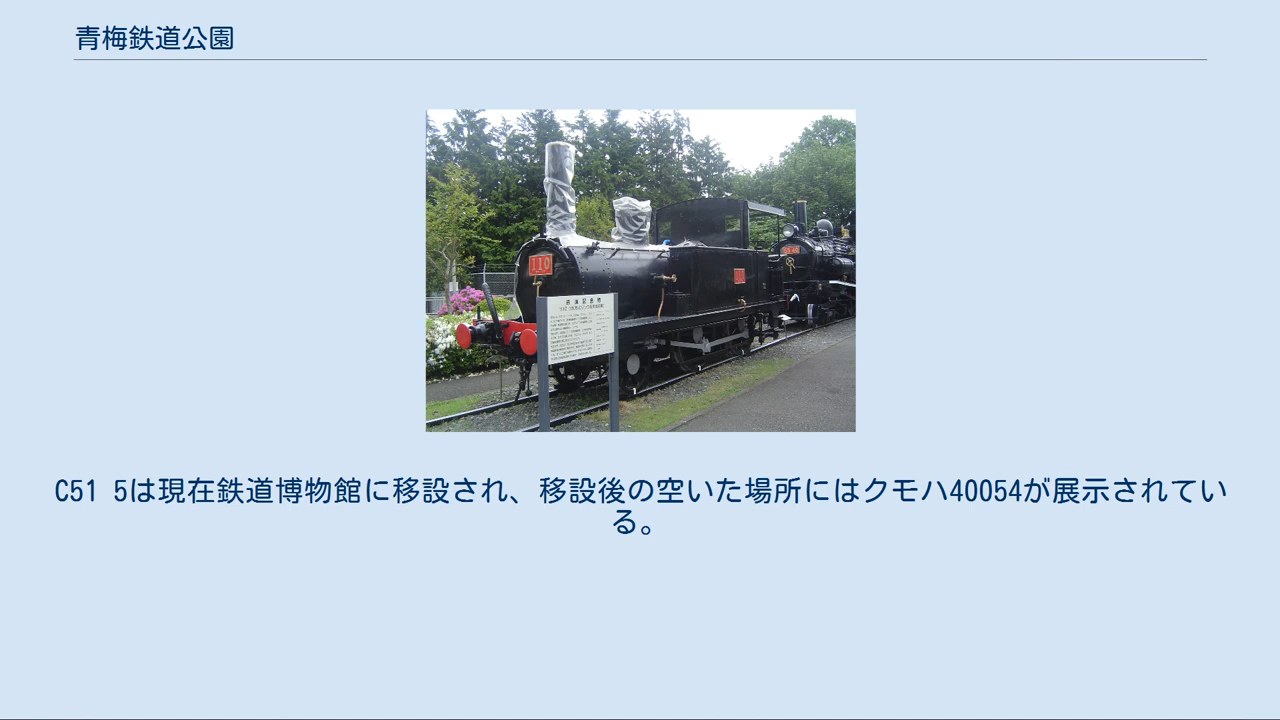 青梅鉄道公園
110
C51 5は現在鉄道博物館に移設され、移設後の空いた場所にはクモハ40054が展示されてい
る。